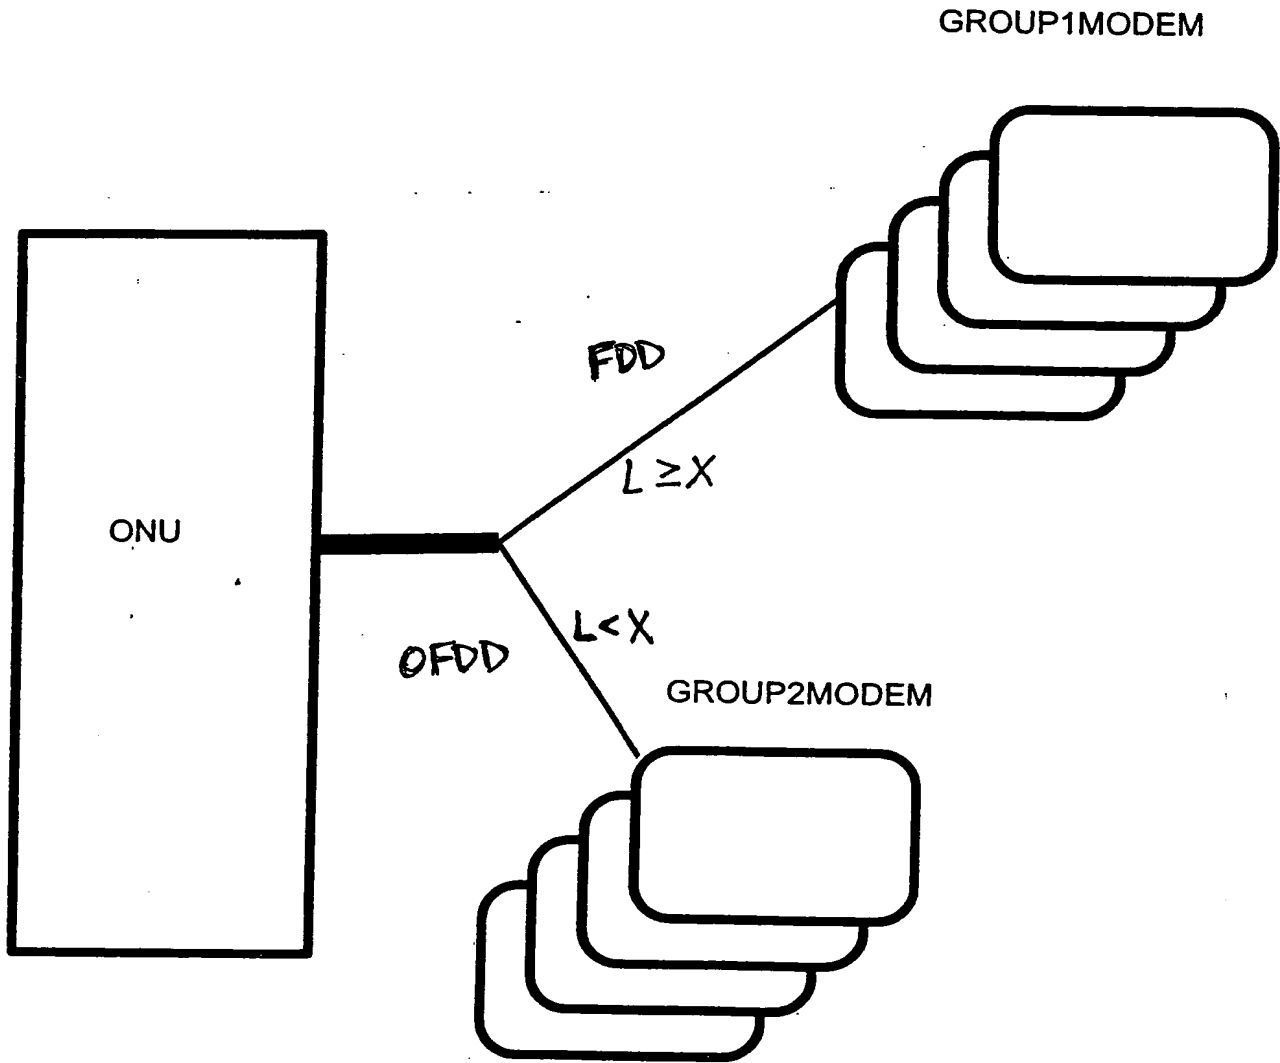 GROUP1MODEM
FDD
L ≥ X
ONU
L < X
OFDD
GROUP2MODEM